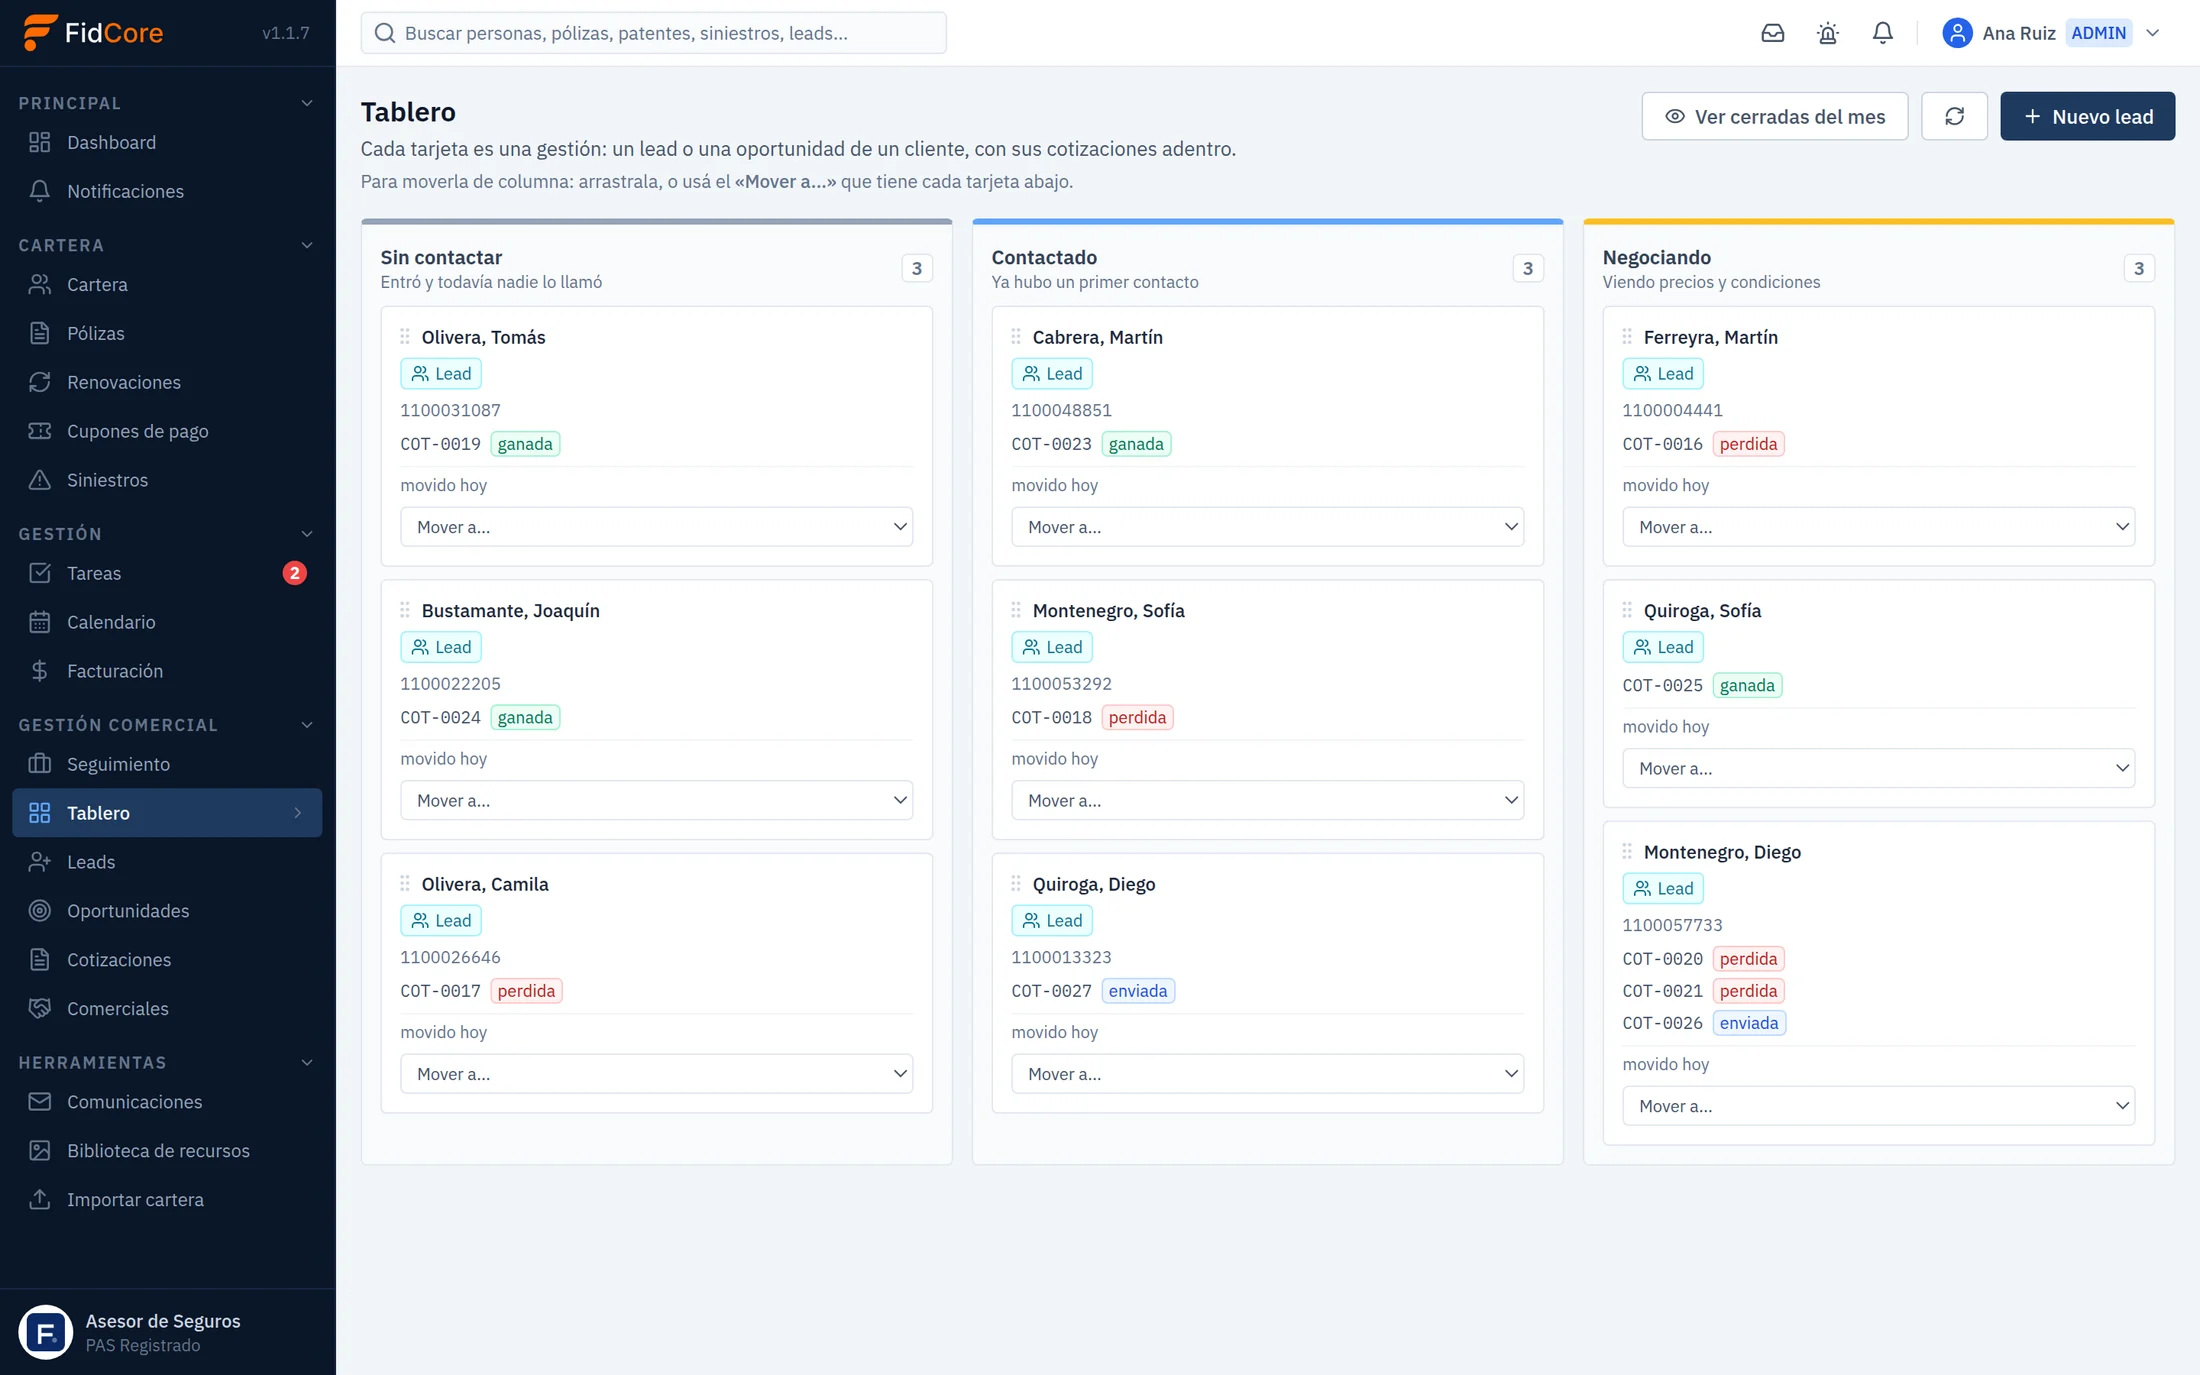 FidCore
v1.1.7
PRINCIPAL
Dashboard
Notificaciones
CARTERA
Cartera
Pólizas
Renovaciones
Cupones de pago
Siniestros
GESTIÓN
Tareas
2
Calendario
Facturación
GESTIÓN COMERCIAL
Seguimiento
Tablero
Leads
Oportunidades
Cotizaciones
Comerciales
HERRAMIENTAS
Comunicaciones
Biblioteca de recursos
Importar cartera
F.
Asesor de Seguros
PAS Registrado
Buscar personas, pólizas, patentes, siniestros, leads...
Ana Ruiz
ADMIN
Tablero
Cada tarjeta es una gestión: un lead o una oportunidad de un cliente, con sus cotizaciones adentro.
Para moverla de columna: arrastrala, o usá el «Mover a...» que tiene cada tarjeta abajo.
Ver cerradas del mes
Nuevo lead
Sin contactar
Entró y todavía nadie lo llamó
3
Olivera, Tomás
Lead
1100031087
COT-0019 ganada
movido hoy
Mover a...
Bustamante, Joaquín
Lead
1100022205
COT-0024 ganada
movido hoy
Mover a...
Olivera, Camila
Lead
1100026646
COT-0017 perdida
movido hoy
Mover a...
Contactado
Ya hubo un primer contacto
3
Cabrera, Martín
Lead
1100048851
COT-0023 ganada
movido hoy
Mover a...
Montenegro, Sofía
Lead
1100053292
COT-0018 perdida
movido hoy
Mover a...
Quiroga, Diego
Lead
1100013323
COT-0027 enviada
movido hoy
Mover a...
Negociando
Viendo precios y condiciones
3
Ferreyra, Martín
Lead
1100004441
COT-0016 perdida
movido hoy
Mover a...
Quiroga, Sofía
Lead
COT-0025 ganada
movido hoy
Mover a...
Montenegro, Diego
Lead
1100057733
COT-0020 perdida
COT-0021 perdida
COT-0026 enviada
movido hoy
Mover a...